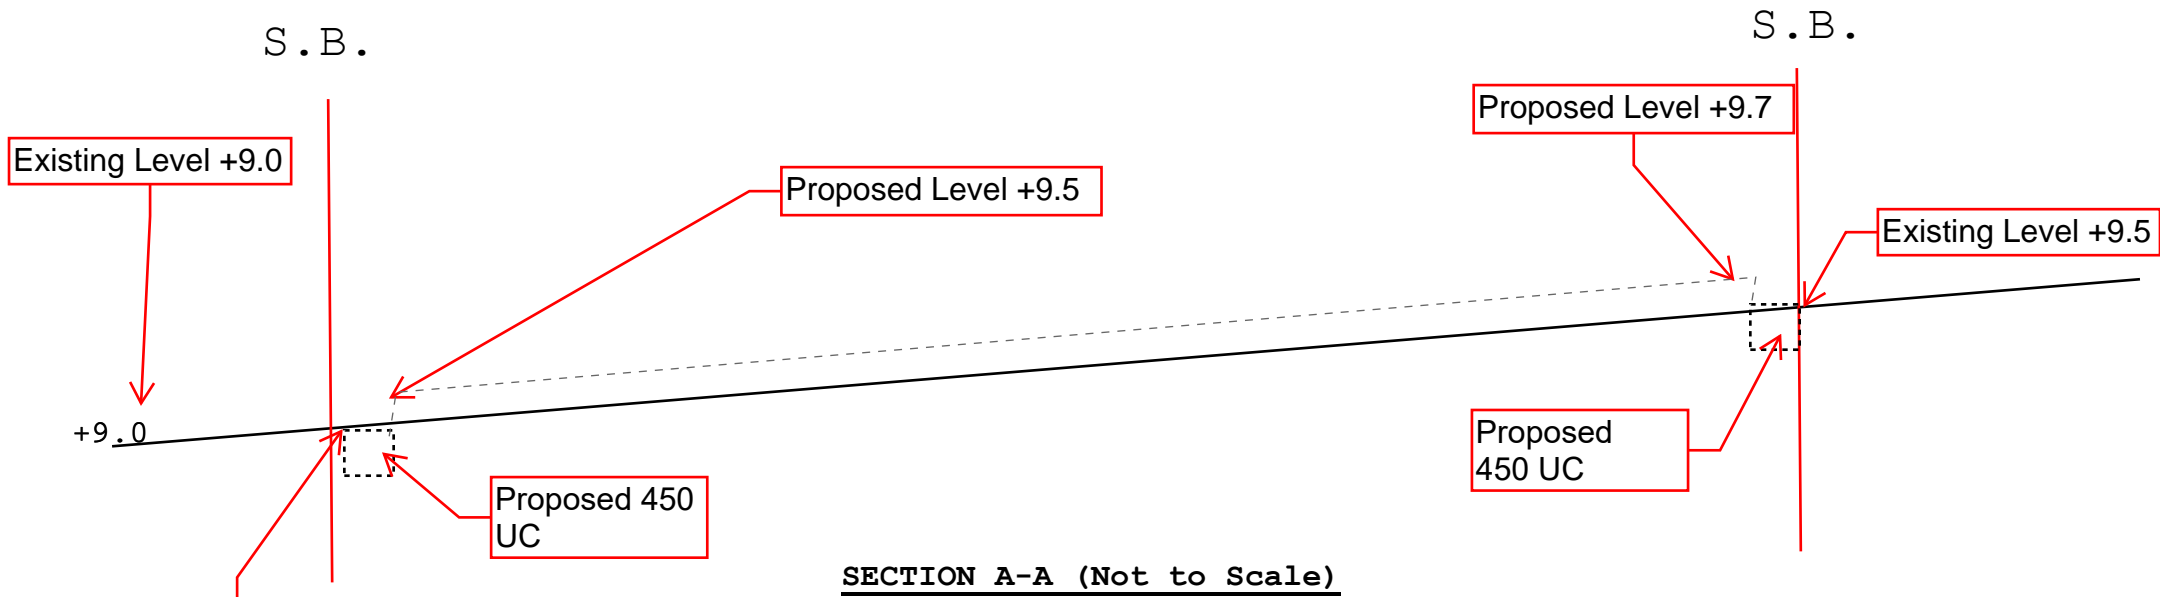 S.B.
S.B.
Proposed Level +9.7
Existing Level +9.0
Proposed Level +9.5
Existing Level +9.5
+9.0
Proposed
450 UC
Proposed 450
UC
SECTION A-A (Not to Scale)